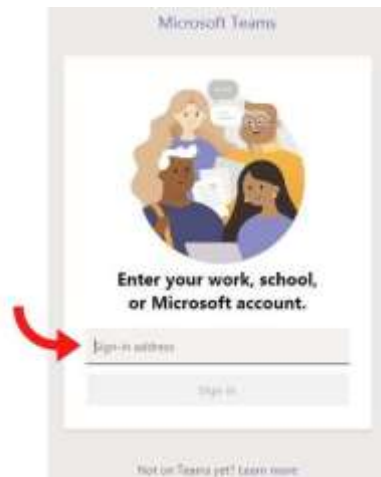 Microsoft Teams
Enter your work, school,
or Microsoft account.
Sign-in address
Sign in
Not on Teams yet? Learn more